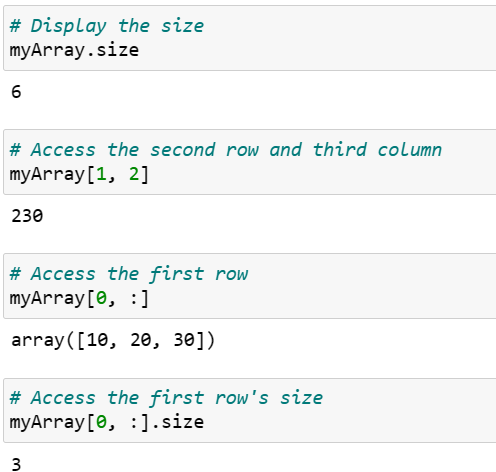 # Display the size
myArray.size
6
# Access the second row and third column
myArray[1, 2]
230
# Access the first row
myArray[0, :]
array([10, 20, 30])
# Access the first row's size
myArray[0, :].size
3